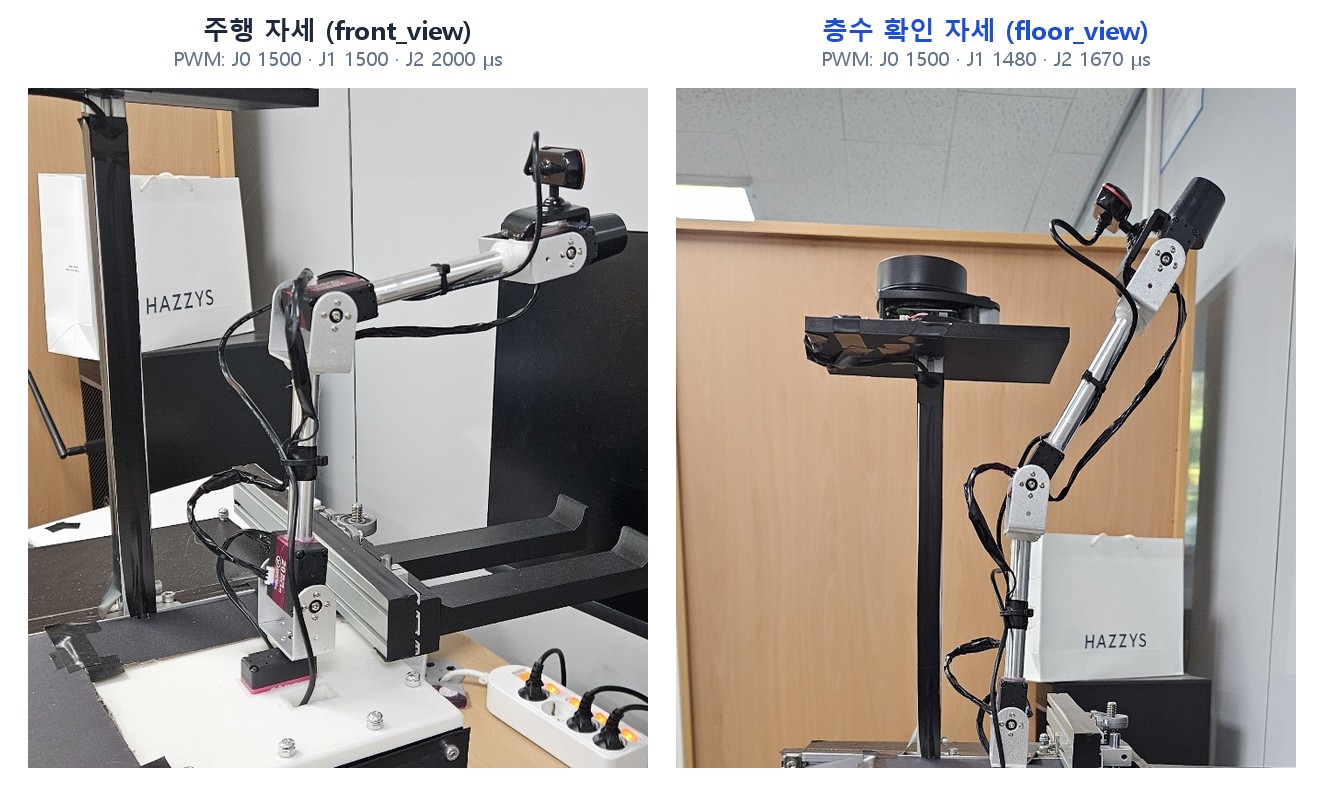 주행 자세 (front_view)
PWM: J0 1500 · J1 1500 · J2 2000 µs
층수 확인 자세 (floor_view)
PWM: J0 1500 · J1 1480 · J2 1670 µs
HAZZYS
HAZZYS